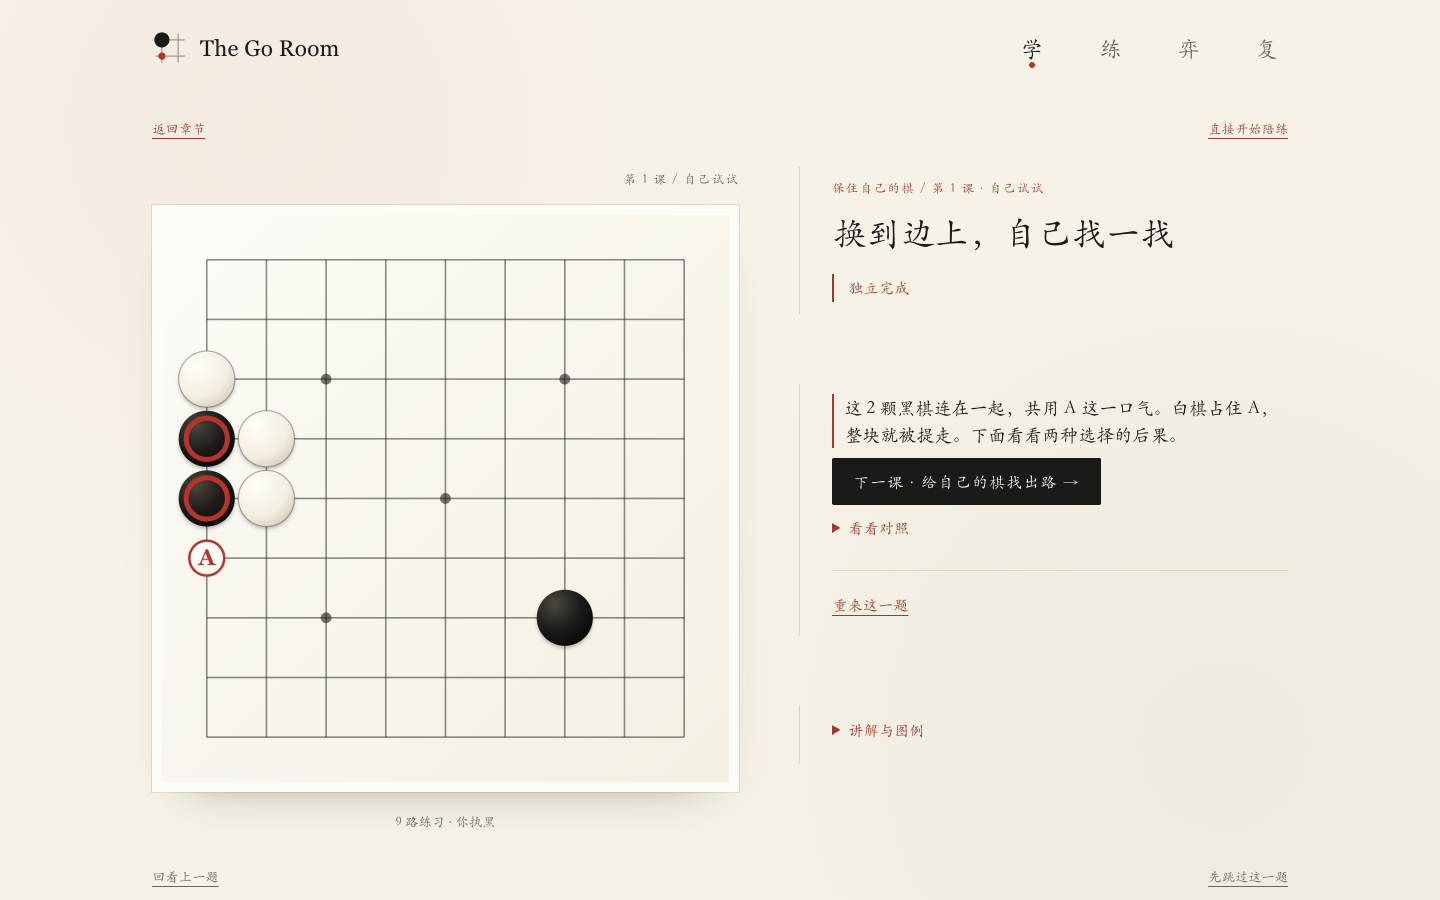 The Go Room
学 练 弈 复
返回章节
直接开始陪练
第 1 课 / 自己试试
A
9 路练习 · 你执黑
保住自己的棋 / 第 1 课 · 自己试试
换到边上，自己找一找
独立完成
这 2 颗黑棋连在一起，共用 A 这一口气。白棋占住 A，
整块就被提走。下面看看两种选择的后果。
下一课 · 给自己的棋找出路 →
▶ 看看对照
重来这一题
▶ 讲解与图例
回看上一题
先跳过这一题